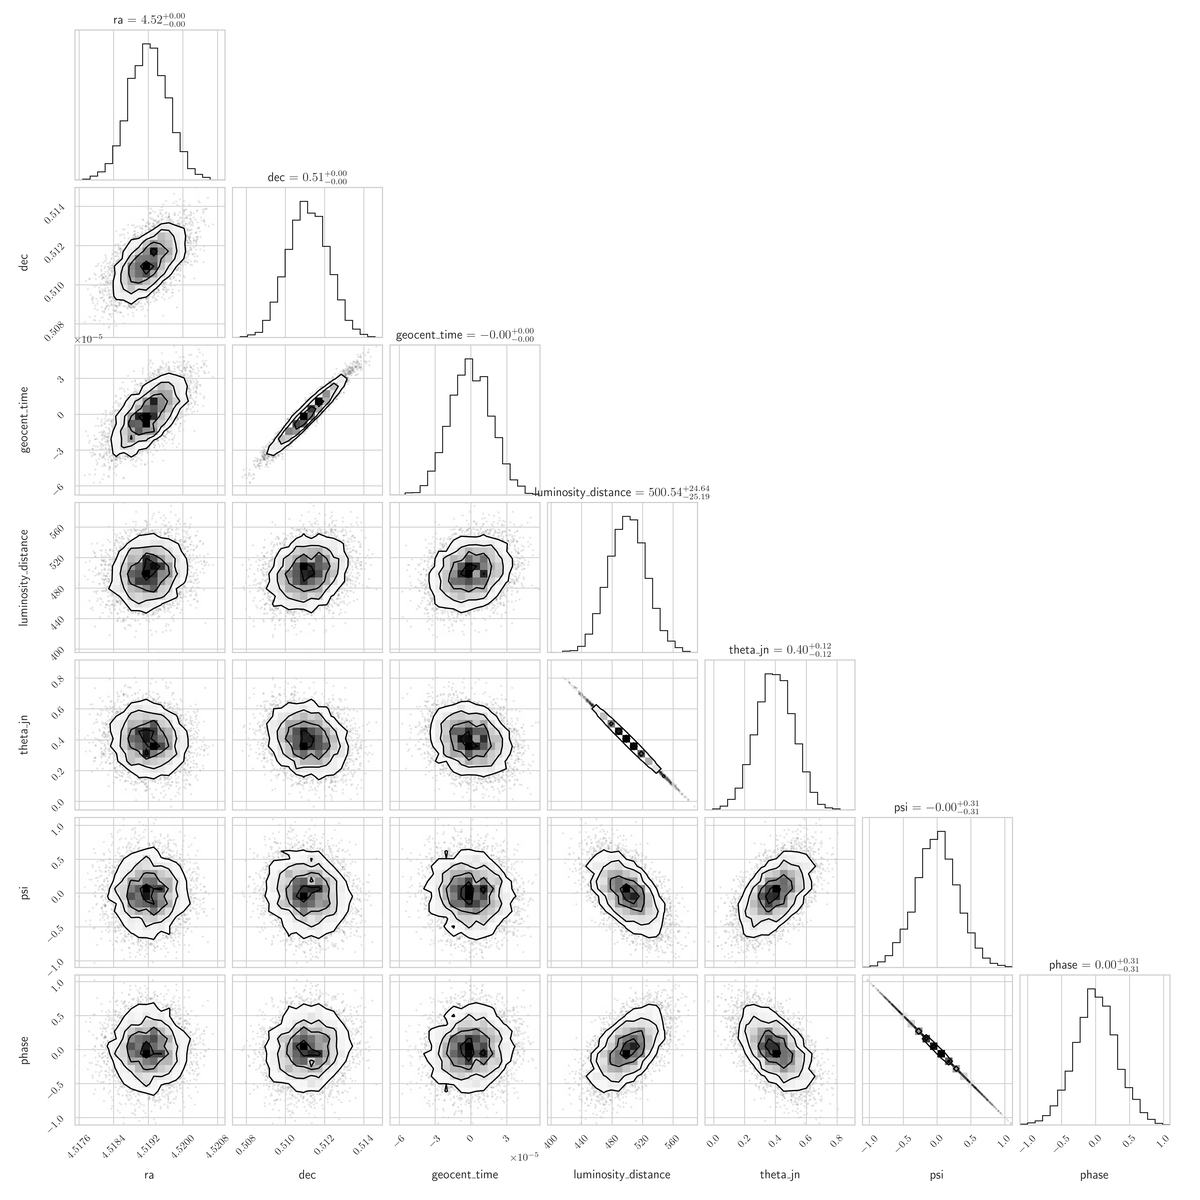 ra = 4.52+0.00−0.00
dec = 0.51+0.00−0.00
dec
0.514
0.512
0.510
0.508
×10−5
geocent_time = −0.00+0.00−0.00
geocent_time
3
0
−3
−6
luminosity_distance = 500.54+24.64−25.19
luminosity_distance
560
520
480
440
400
theta_jn = 0.40+0.12−0.12
theta_jn
0.8
0.6
0.4
0.2
0.0
psi = −0.00+0.31−0.31
psi
1.0
0.5
0.0
−0.5
−1.0
phase = 0.00+0.31−0.31
phase
1.0
0.5
0.0
−0.5
−1.0
4.5176 4.5184 4.5192 4.5200 4.5208 0.508 0.510 0.512 0.514 −6 −3 0 3 400 440 480 520 560 0.0 0.2 0.4 0.6 0.8 −1.0 −0.5 0.0 0.5 1.0 −1.0 −0.5 0.0 0.5 1.0
×10−5
ra dec geocent_time luminosity_distance theta_jn psi phase